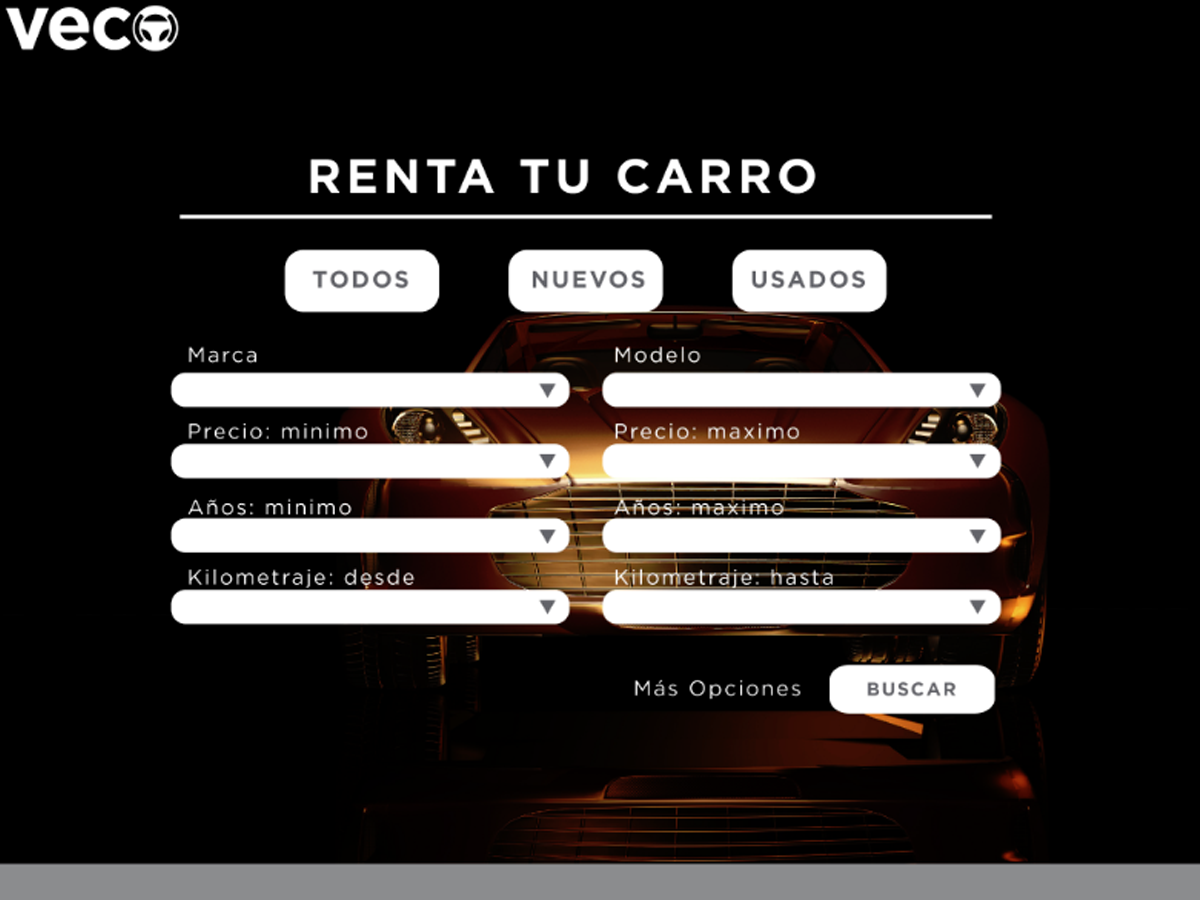 veco
RENTA TU CARRO
TODOS NUEVOS USADOS
Marca Modelo
Precio: minimo Precio: maximo
Años: minimo Años: maximo
Kilometraje: desde Kilometraje: hasta
Más Opciones BUSCAR